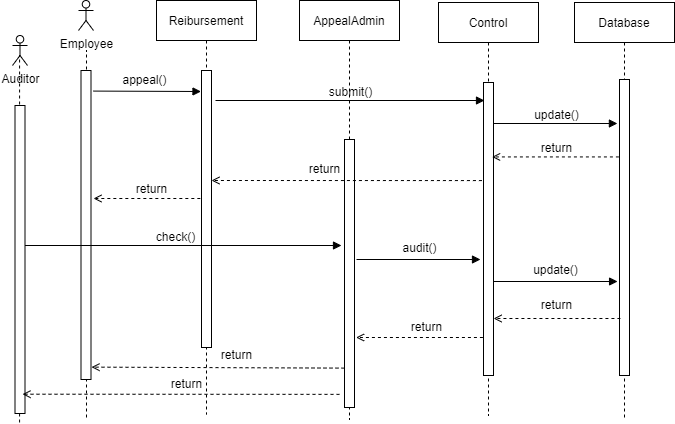 Reibursement
AppealAdmin
Control
Database
Employee
Auditor
appeal()
submit()
update()
return
return
return
check()
audit()
update()
return
return
return
return